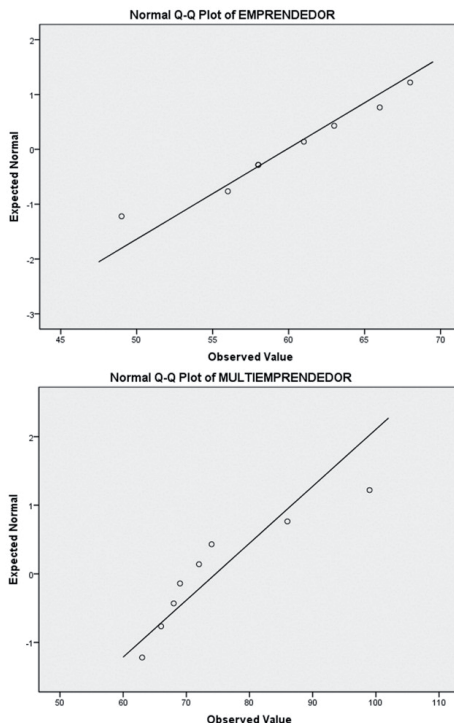 Normal Q-Q Plot of EMPRENDEDOR
2
1
0
-1
-2
-3
Expected Normal
45 50 55 60 65 70
Observed Value
Normal Q-Q Plot of MULTIEMPRENDEDOR
2
1
0
-1
Expected Normal
50 60 70 80 90 100 110
Observed Value